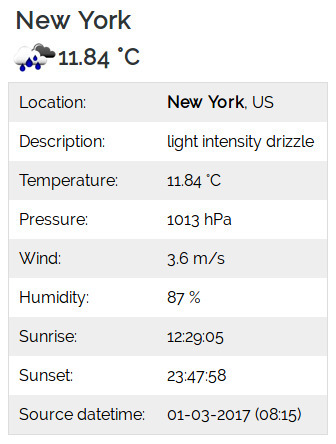 New York
11.84 °C
Location: New York, US
Description: light intensity drizzle
Temperature: 11.84 °C
Pressure: 1013 hPa
Wind: 3.6 m/s
Humidity: 87 %
Sunrise: 12:29:05
Sunset: 23:47:58
Source datetime: 01-03-2017 (08:15)